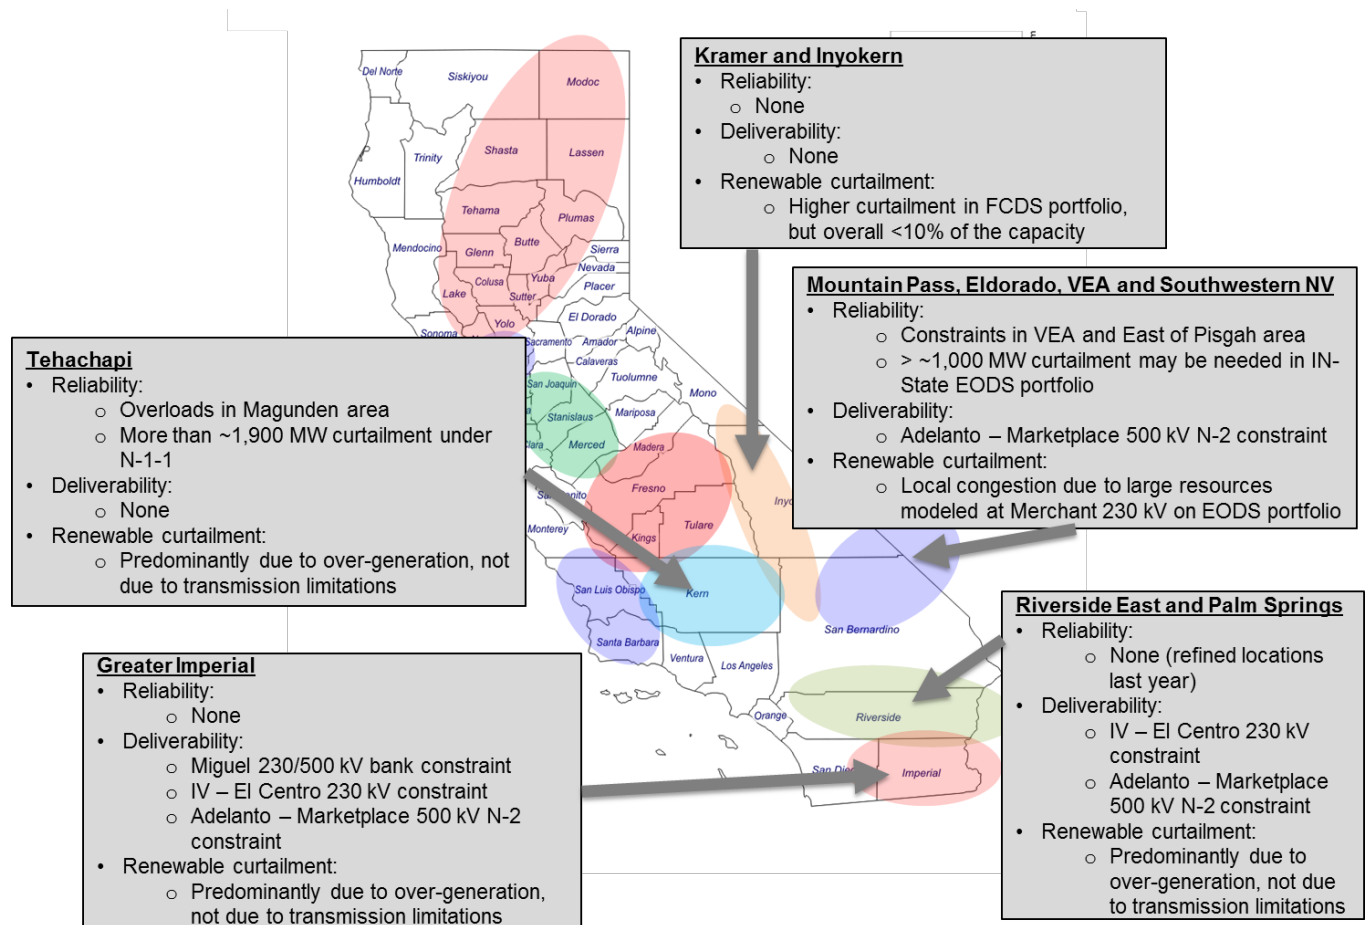 Kramer and Inyokern
• Reliability:
o None
• Deliverability:
o None
• Renewable curtailment:
o Higher curtailment in FCDS portfolio,
but overall <10% of the capacity
Mountain Pass, Eldorado, VEA and Southwestern NV
• Reliability:
o Constraints in VEA and East of Pisgah area
o > ~1,000 MW curtailment may be needed in IN-
State EODS portfolio
• Deliverability:
o Adelanto – Marketplace 500 kV N-2 constraint
• Renewable curtailment:
o Local congestion due to large resources
modeled at Merchant 230 kV on EODS portfolio
Tehachapi
• Reliability:
o Overloads in Magunden area
o More than ~1,900 MW curtailment under
N-1-1
• Deliverability:
o None
• Renewable curtailment:
o Predominantly due to over-generation, not
due to transmission limitations
Riverside East and Palm Springs
• Reliability:
o None (refined locations
last year)
• Deliverability:
o IV – El Centro 230 kV
constraint
o Adelanto – Marketplace
500 kV N-2 constraint
• Renewable curtailment:
o Predominantly due to
over-generation, not due
to transmission limitations
Greater Imperial
• Reliability:
o None
• Deliverability:
o Miguel 230/500 kV bank constraint
o IV – El Centro 230 kV constraint
o Adelanto – Marketplace 500 kV N-2
constraint
• Renewable curtailment:
o Predominantly due to over-generation,
not due to transmission limitations
Del Norte
Siskiyou
Modoc
Trinity
Shasta
Lassen
Humboldt
Tehama
Plumas
Mendocino
Glenn
Butte
Sierra
Nevada
Colusa
Yuba
Placer
Lake
Sutter
Yolo
El Dorado
Sonoma
Sacramento
Amador
Alpine
Calaveras
San Joaquin
Tuolumne
Mono
Stanislaus
Mariposa
Merced
Madera
Fresno
Monterey
Tulare
Kings
San Luis Obispo
Kern
Santa Barbara
San Bernardino
Ventura
Los Angeles
Orange
Riverside
Imperial